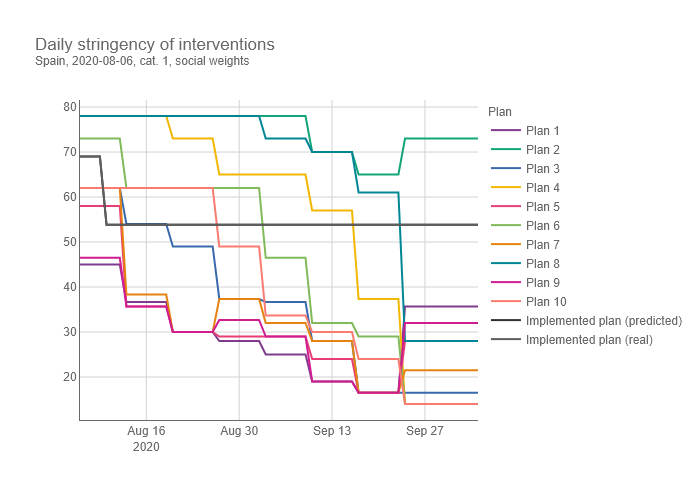 Daily stringency of interventions
Spain, 2020-08-06, cat. 1, social weights
80
70
60
50
40
30
20
Aug 16
2020
Aug 30
Sep 13
Sep 27
Plan
Plan 1
Plan 2
Plan 3
Plan 4
Plan 5
Plan 6
Plan 7
Plan 8
Plan 9
Plan 10
Implemented plan (predicted)
Implemented plan (real)